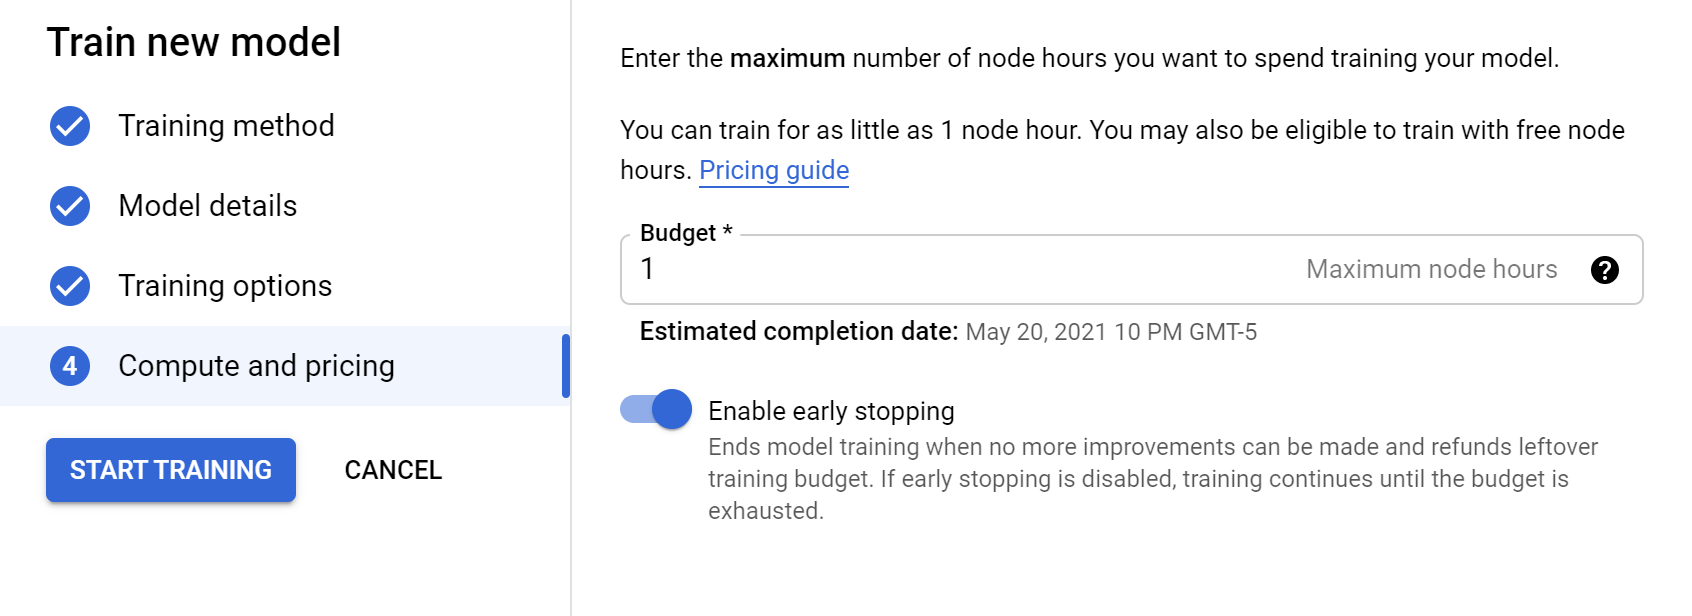 Train new model
Training method
Model details
Training options
4 Compute and pricing
START TRAINING CANCEL
Enter the maximum number of node hours you want to spend training your model.
You can train for as little as 1 node hour. You may also be eligible to train with free node
hours. Pricing guide
Budget *
1 Maximum node hours ?
Estimated completion date: May 20, 2021 10 PM GMT-5
Enable early stopping
Ends model training when no more improvements can be made and refunds leftover
training budget. If early stopping is disabled, training continues until the budget is
exhausted.